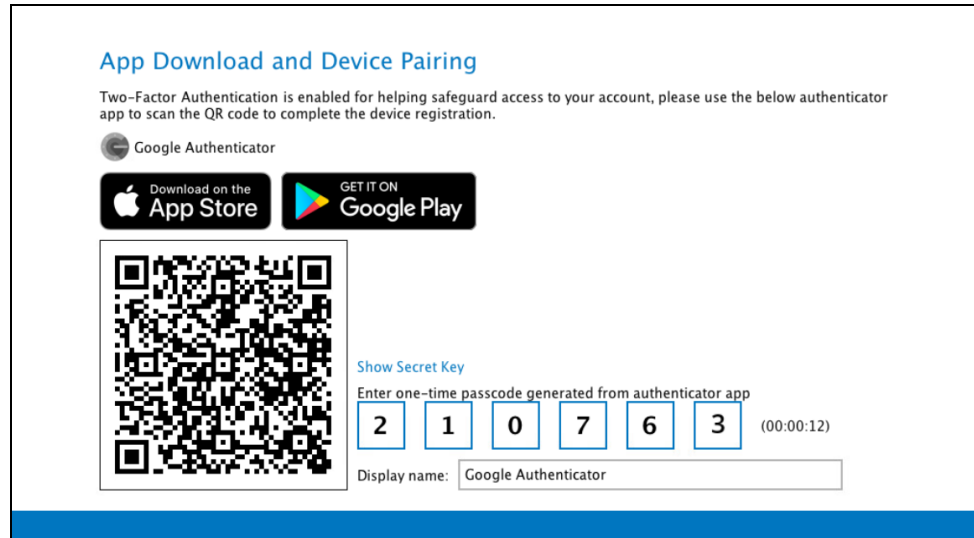 App Download and Device Pairing
Two-Factor Authentication is enabled for helping safeguard access to your account, please use the below authenticator
app to scan the QR code to complete the device registration.
Google Authenticator
Download on the
App Store
GET IT ON
Google Play
Show Secret Key
Enter one-time passcode generated from authenticator app
2 1 0 7 6 3 (00:00:12)
Display name: Google Authenticator